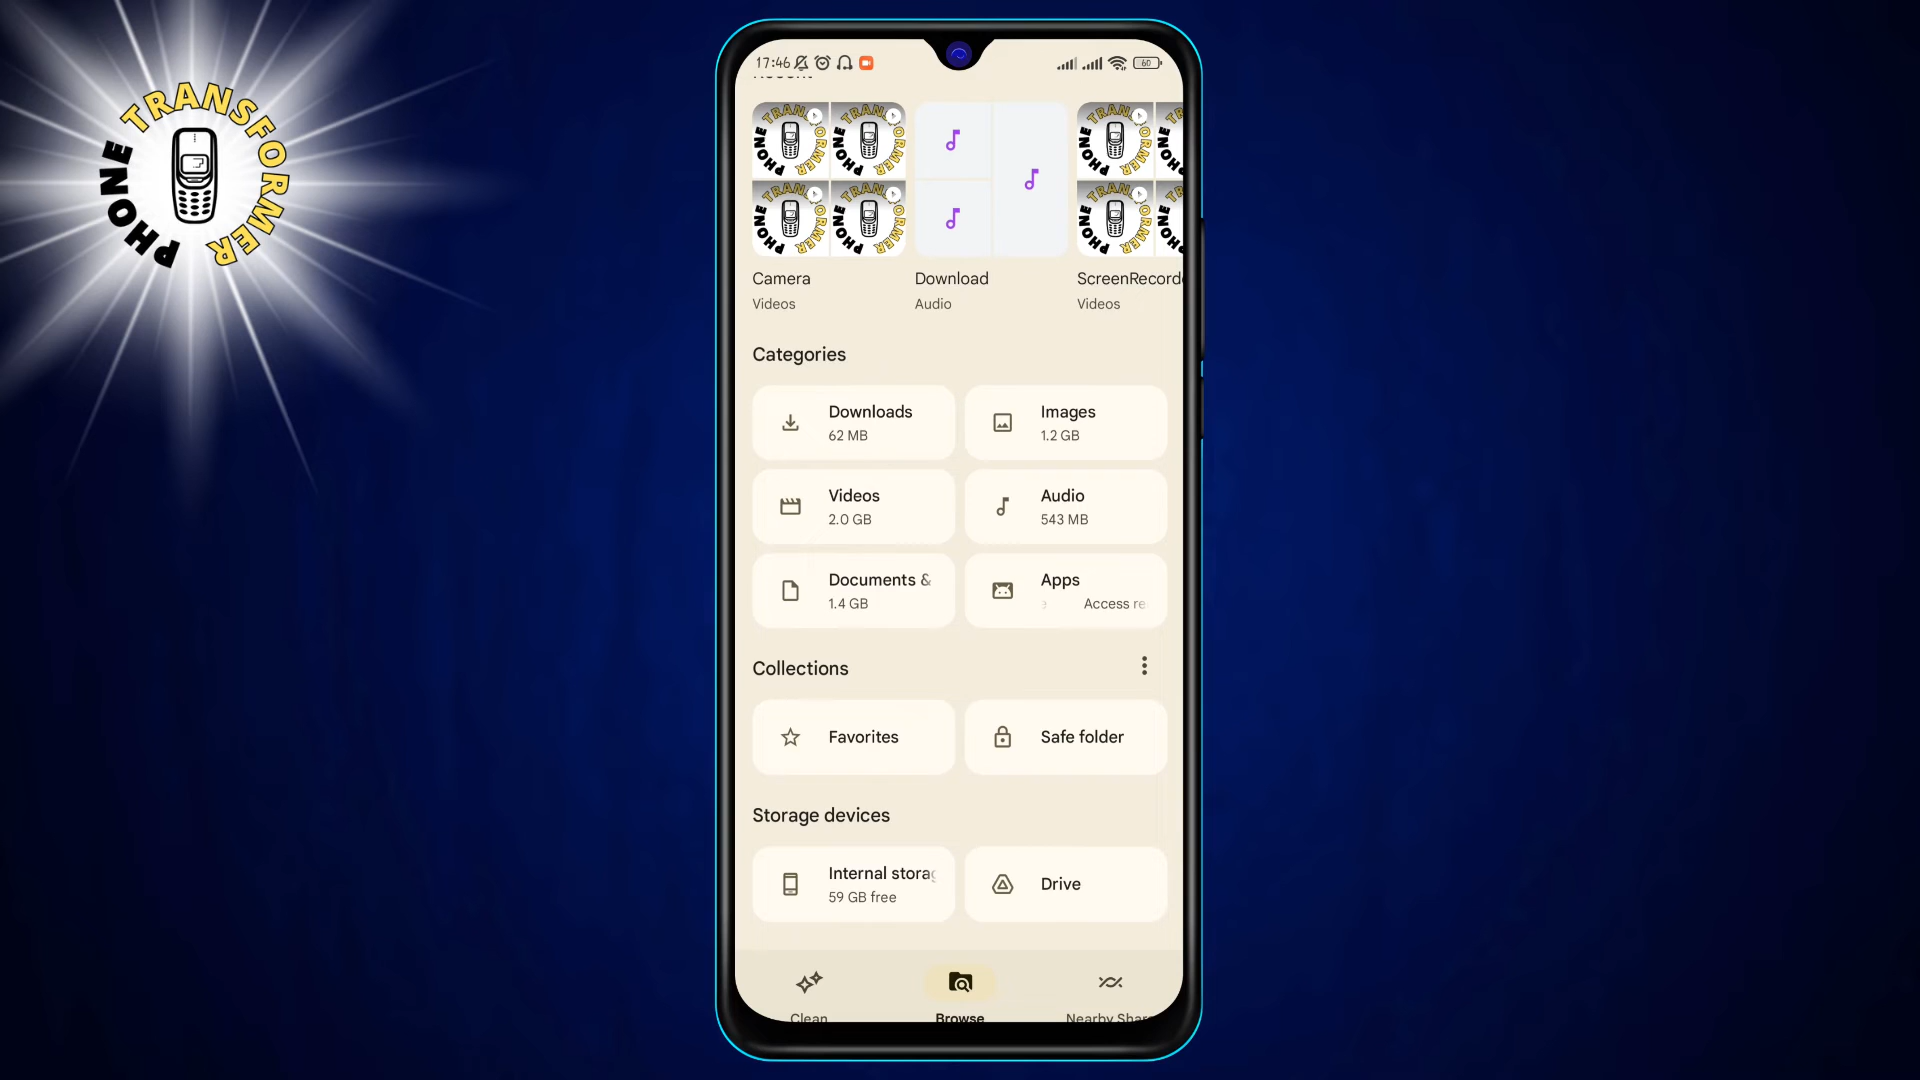 PHONE TRANSFORMER
17:46
60
Camera
Videos
Download
Audio
ScreenRecord
Videos
Categories
Downloads
62 MB
Images
1.2 GB
Videos
2.0 GB
Audio
543 MB
Documents &
1.4 GB
Apps
e Access re
Collections
Favorites
Safe folder
Storage devices
Internal storag
59 GB free
Drive
Clean
Browse
Nearby Shar